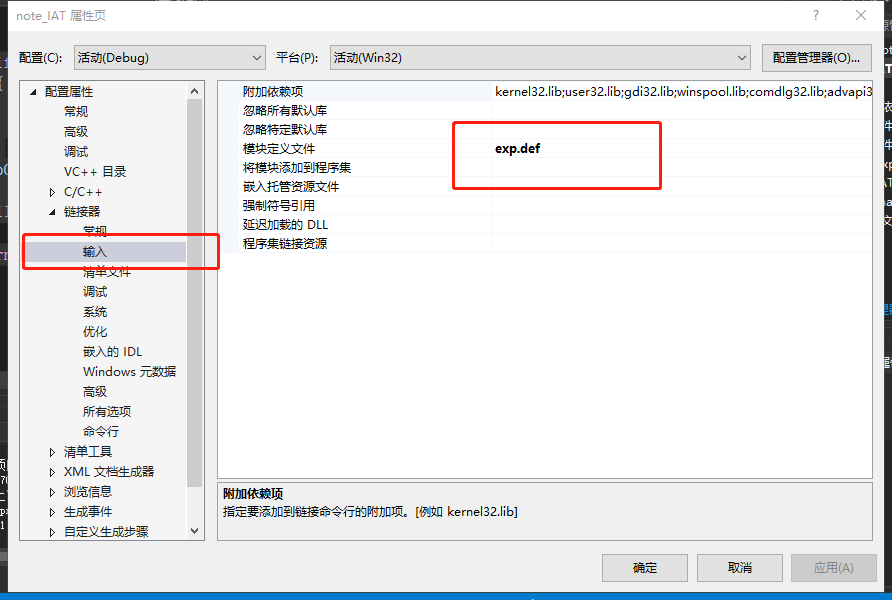 note_IAT 属性页
配置(C):
活动(Debug)
平台(P):
活动(Win32)
配置管理器(O)...
配置属性
常规
高级
调试
VC++ 目录
C/C++
链接器
常规
输入
清单文件
调试
系统
优化
嵌入的 IDL
Windows 元数据
高级
所有选项
命令行
清单工具
XML 文档生成器
浏览信息
生成事件
自定义生成步骤
附加依赖项 kernel32.lib;user32.lib;gdi32.lib;winspool.lib;comdlg32.lib;advapi3
忽略所有默认库
忽略特定默认库
模块定义文件 exp.def
将模块添加到程序集
嵌入托管资源文件
强制符号引用
延迟加载的 DLL
程序集链接资源
附加依赖项
指定要添加到链接命令行的附加项。[例如 kernel32.lib]
确定
取消
应用(A)